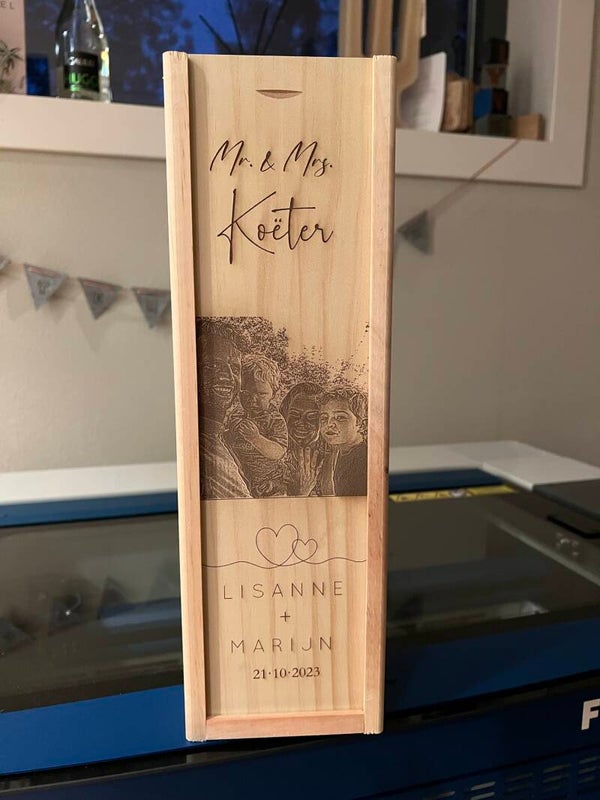 Mr. & Mrs.
Koëter
LISANNE
+
MARIJN
21·10·2023